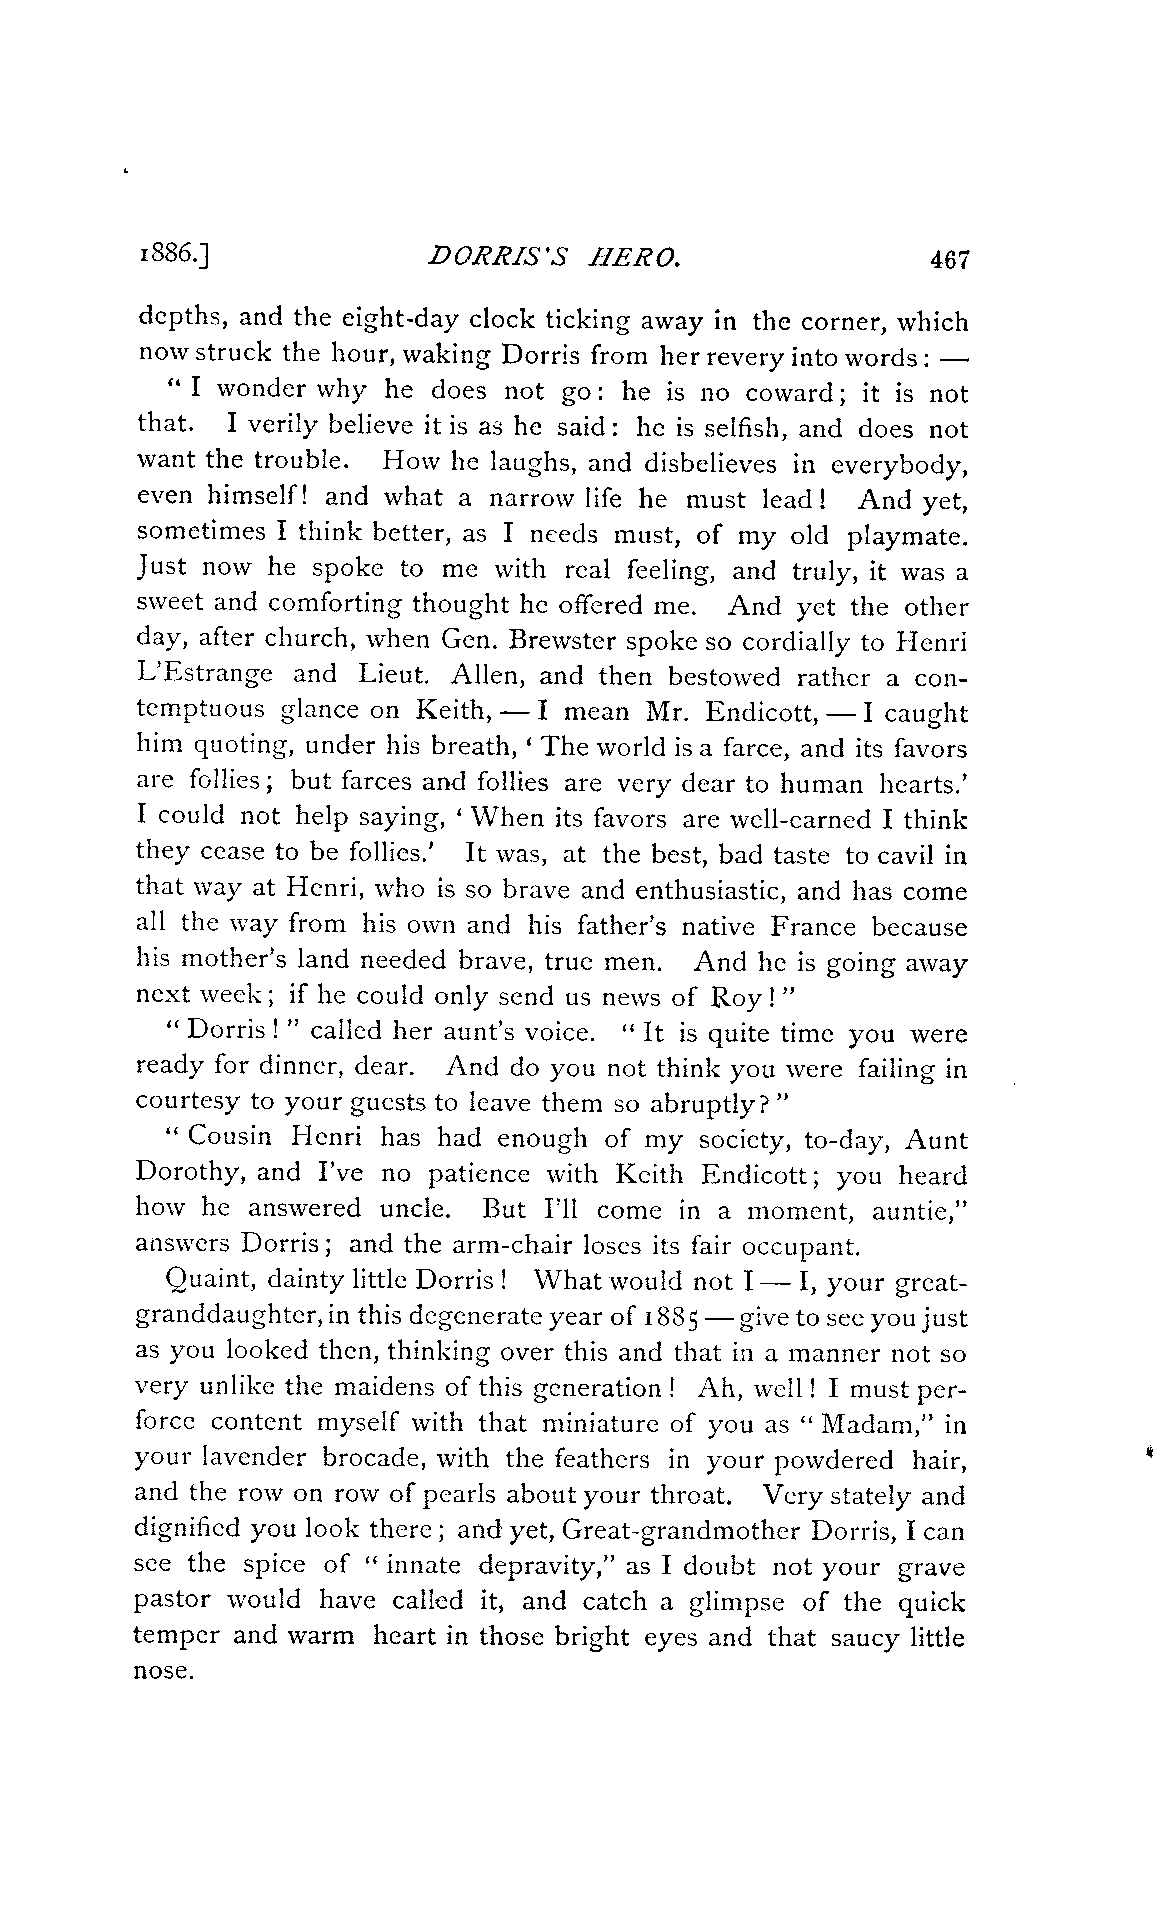 1886.] DORRIS'S HERO. 467
depths, and the eight-day clock ticking away in the corner, which
now struck the hour, waking Dorris from her revery into words: —
" I wonder why he does not go: he is no coward; it is not
that. I verily believe it is as he said: he is selfish, and does not
want the trouble. How he laughs, and disbelieves in everybody,
even himself! and what a narrow life he must lead! And yet,
sometimes I think better, as I needs must, of my old playmate.
Just now he spoke to me with real feeling, and truly, it was a
sweet and comforting thought he offered me. And yet the other
day, after church, when Gen. Brewster spoke so cordially to Henri
L'Estrange and Lieut. Allen, and then bestowed rather a con-
temptuous glance on Keith, — I mean Mr. Endicott, — I caught
him quoting, under his breath, ' The world is a farce, and its favors
are follies; but farces and follies are very dear to human hearts.'
I could not help saying, ' When its favors are well-earned I think
they cease to be follies.' It was, at the best, bad taste to cavil in
that way at Henri, who is so brave and enthusiastic, and has come
all the way from his own and his father's native France because
his mother's land needed brave, true men. And he is going away
next week; if he could only send us news of Roy!"
" Dorris! " called her aunt's voice. " It is quite time you were
ready for dinner, dear. And do you not think you were failing in
courtesy to your guests to leave them so abruptly? "
" Cousin Henri has had enough of my society, to-day, Aunt
Dorothy, and I've no patience with Keith Endicott; you heard
how he answered uncle. But I'll come in a moment, auntie,"
answers Dorris; and the arm-chair loses its fair occupant.
Quaint, dainty little Dorris! What would not I — I, your great-
granddaughter, in this degenerate year of 1885 — give to see you just
as you looked then, thinking over this and that in a manner not so
very unlike the maidens of this generation! Ah, well! I must per-
force content myself with that miniature of you as " Madam," in
your lavender brocade, with the feathers in your powdered hair,
and the row on row of pearls about your throat. Very stately and
dignified you look there; and yet, Great-grandmother Dorris, I can
see the spice of " innate depravity," as I doubt not your grave
pastor would have called it, and catch a glimpse of the quick
temper and warm heart in those bright eyes and that saucy little
nose.